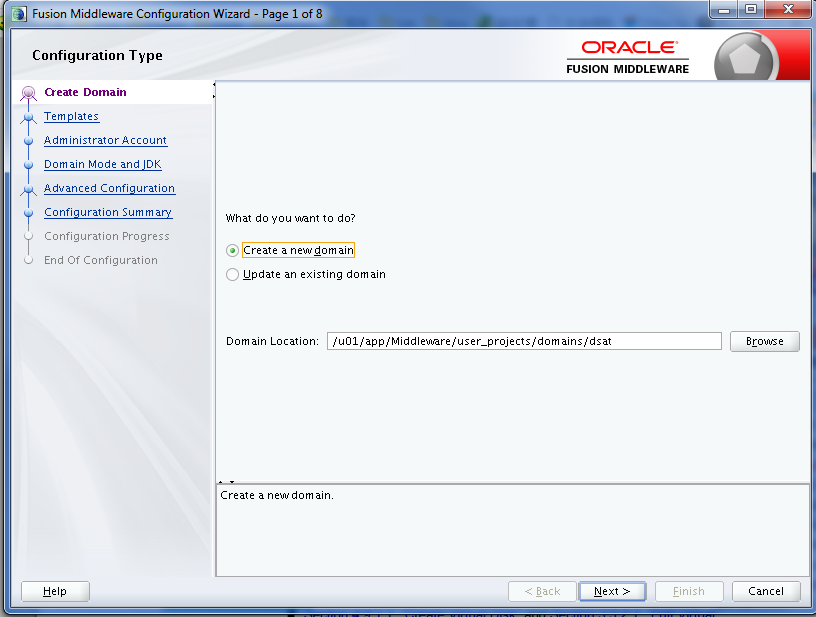 Fusion Middleware Configuration Wizard - Page 1 of 8
Configuration Type
ORACLE
FUSION MIDDLEWARE
Create Domain
Templates
Administrator Account
Domain Mode and JDK
Advanced Configuration
Configuration Summary
Configuration Progress
End Of Configuration
What do you want to do?
Create a new domain
Update an existing domain
Domain Location: /u01/app/Middleware/user_projects/domains/dsat Browse
Create a new domain.
Help < Back Next > Finish Cancel